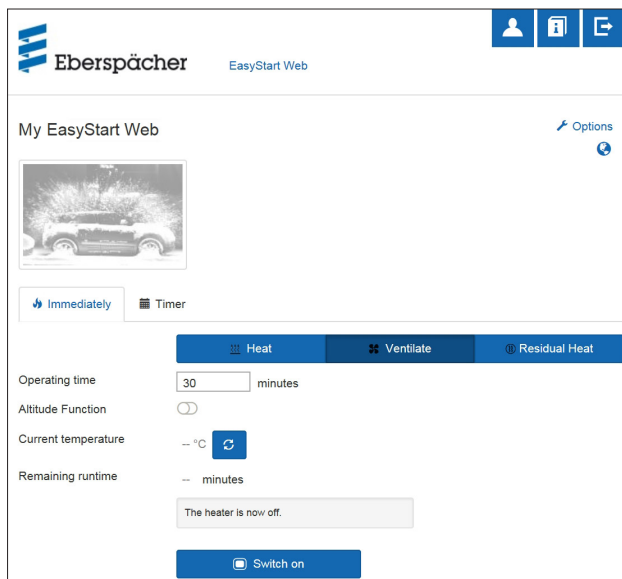 Eberspächer
EasyStart Web
My EasyStart Web
Options
Immediately
Timer
Heat
Ventilate
Residual Heat
Operating time
30 minutes
Altitude Function
Current temperature
-- °C
Remaining runtime
-- minutes
The heater is now off.
Switch on